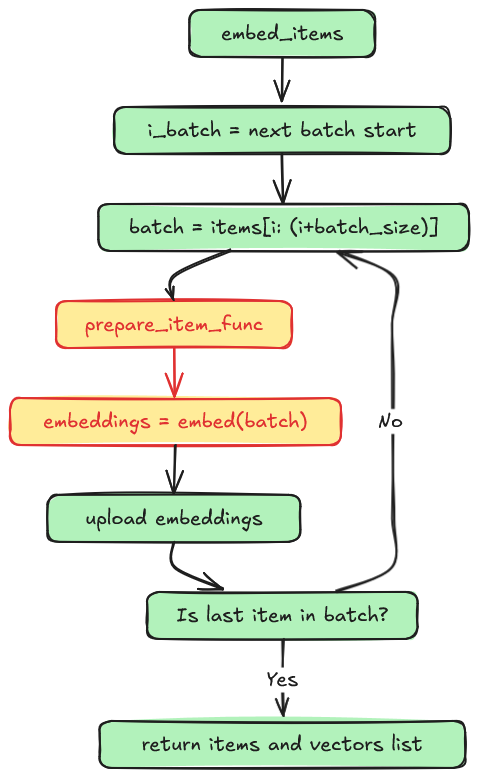 embed_items
i_batch = next batch start
batch = items[i: (i+batch_size)]
prepare_item_func
embeddings = embed(batch)
No
upload embeddings
Is last item in batch?
Yes
return items and vectors list